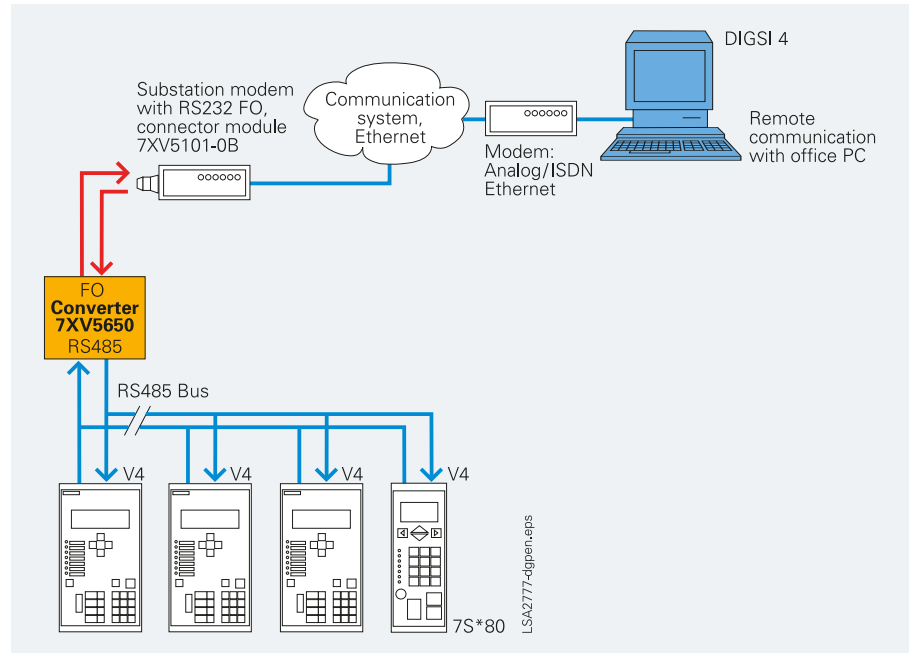 DIGSI 4
Substation modem
with RS232 FO,
connector module
7XV5101-0B
Communication
system,
Ethernet
Modem:
Analog/ISDN
Ethernet
Remote
communication
with office PC
FO
Converter
7XV5650
RS485
RS485 Bus
V4
V4
V4
V4
7S*80
LSA2777-dgpen.eps